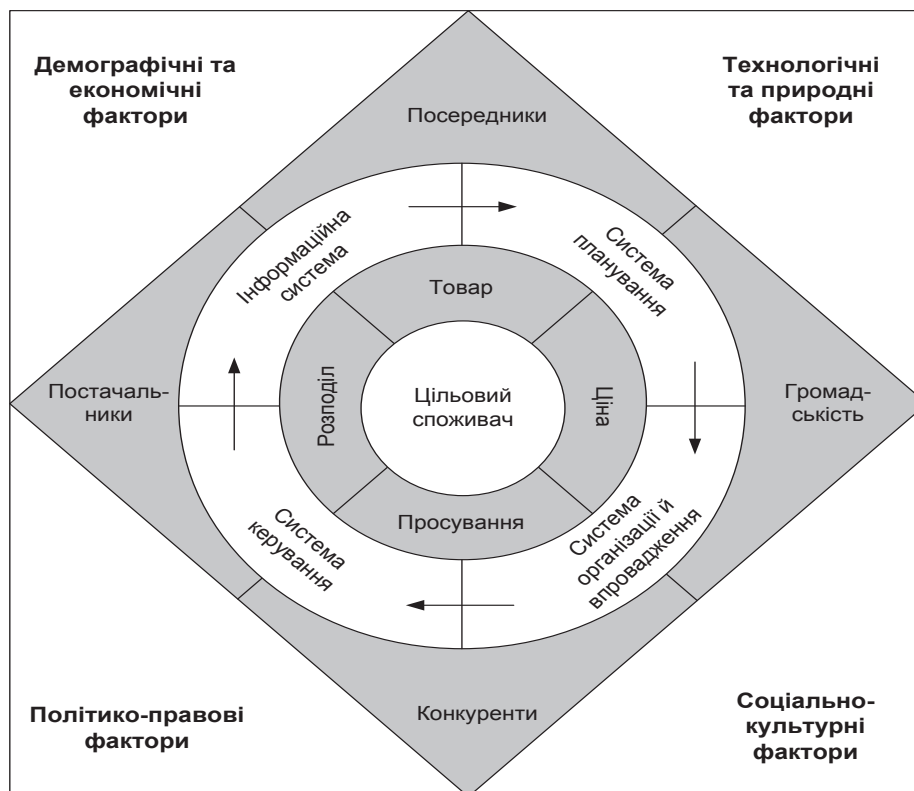 Демографічні та
економічні
фактори
Технологічні
та природні
фактори
Посередники
Інформаційна
система
Система
планування
Товар
Постачаль-
ники
Розподіл
Цільовий
споживач
Ціна
Громад-
ськість
Просування
Система
керування
Система
організації й
впровадження
Конкуренти
Політико-правові
фактори
Соціально-
культурні
фактори